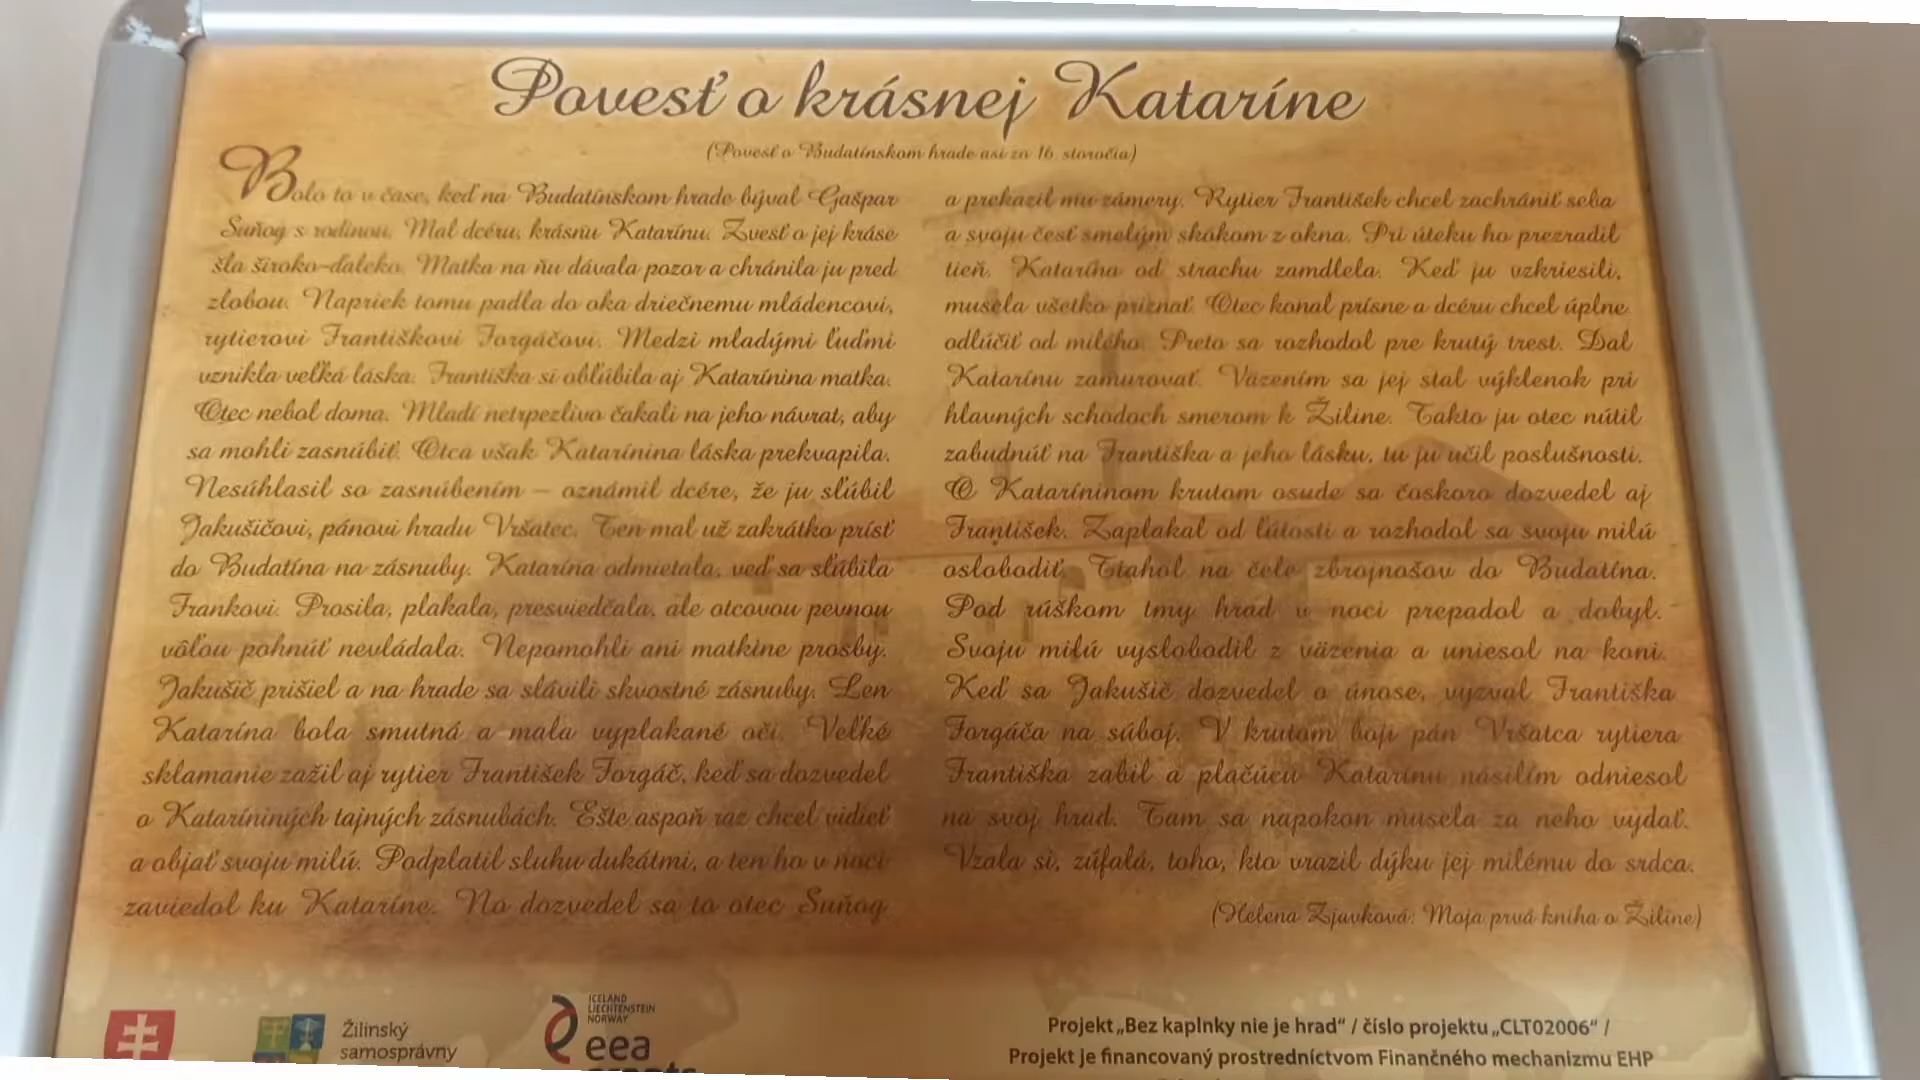 Povesť o krásnej Kataríne
(Povesť o Budatínskom hrade asi zo 16. storočia)
Bolo to v čase, keď na Budatínskom hrade býval Gašpar
Suňog s rodinou. Mal dcéru, krásnu Katarínu. Zvesť o jej kráse
šla široko-ďaleko. Matka na ňu dávala pozor a chránila ju pred
zlobou. Napriek tomu padla do oka driečnemu mládencovi,
rytierovi Františkovi Forgáčovi. Medzi mladými ľuďmi
vznikla veľká láska. Františka si obľúbila aj Katarínina matka.
Otec nebol doma. Mladí netrpezlivo čakali na jeho návrat, aby
sa mohli zasnúbiť. Otca však Katarínina láska prekvapila.
Nesúhlasil so zasnúbením – oznámil dcére, že ju sľúbil
Jakušičovi, pánovi hradu Vršatec. Ten mal už zakrátko prísť
do Budatína na zásnuby. Katarína odmietala, veď sa sľúbila
Frankovi. Prosila, plakala, presviedčala, ale otcovou pevnou
vôľou pohnúť nevládala. Nepomohli ani matkine prosby.
Jakušič prišiel a na hrade sa slávili skvostné zásnuby. Len
Katarína bola smutná a mala vyplakané oči. Veľké
sklamanie zažil aj rytier František Forgáč, keď sa dozvedel
o Kataríniných tajných zásnubách. Ešte aspoň raz chcel vidieť
a objať svoju milú. Podplatil sluhu dukátmi, a ten ho v noci
zaviedol ku Kataríne. No dozvedel sa to otec Suňog
a prekazil mu zámery. Rytier František chcel zachrániť seba
a svoju česť smelým skokom z okna. Pri úteku ho prezradil
tieň. Katarína od strachu zamdlela. Keď ju vzkriesili,
musela všetko priznať. Otec konal prísne a dcéru chcel úplne
odlúčiť od milého. Preto sa rozhodol pre krutý trest. Dal
Katarínu zamurovať. Väzením sa jej stal výklenok pri
hlavných schodoch smerom k Žiline. Takto ju otec nútil
zabudnúť na Františka a jeho lásku, tu ju učil poslušnosti.
O Kataríninom krutom osude sa čoskoro dozvedel aj
František. Zaplakal od ľútosti a rozhodol sa svoju milú
oslobodiť. Ttahol na čele zbrojnošov do Budatína.
Pod rúškom tmy hrad v noci prepadol a dobyl.
Svoju milú vyslobodil z väzenia a uniesol na koni.
Keď sa Jakušič dozvedel o únose, vyzval Františka
Forgáča na súboj. V krutom boji pán Vršatca rytiera
Františka zabil a plačúcu Katarínu násilím odniesol
na svoj hrad. Tam sa napokon musela za neho vydať.
Vzala si, zúfalá, toho, kto vrazil dýku jej milému do srdca.
(Helena Zjavková: Moja prvá kniha o Žiline)
Žilinský
samosprávny
ICELAND
LIECHTENSTEIN
NORWAY
eea
grants
Projekt „Bez kaplnky nie je hrad“ / číslo projektu „CLT02006“ /
Projekt je financovaný prostredníctvom Finančného mechanizmu EHP